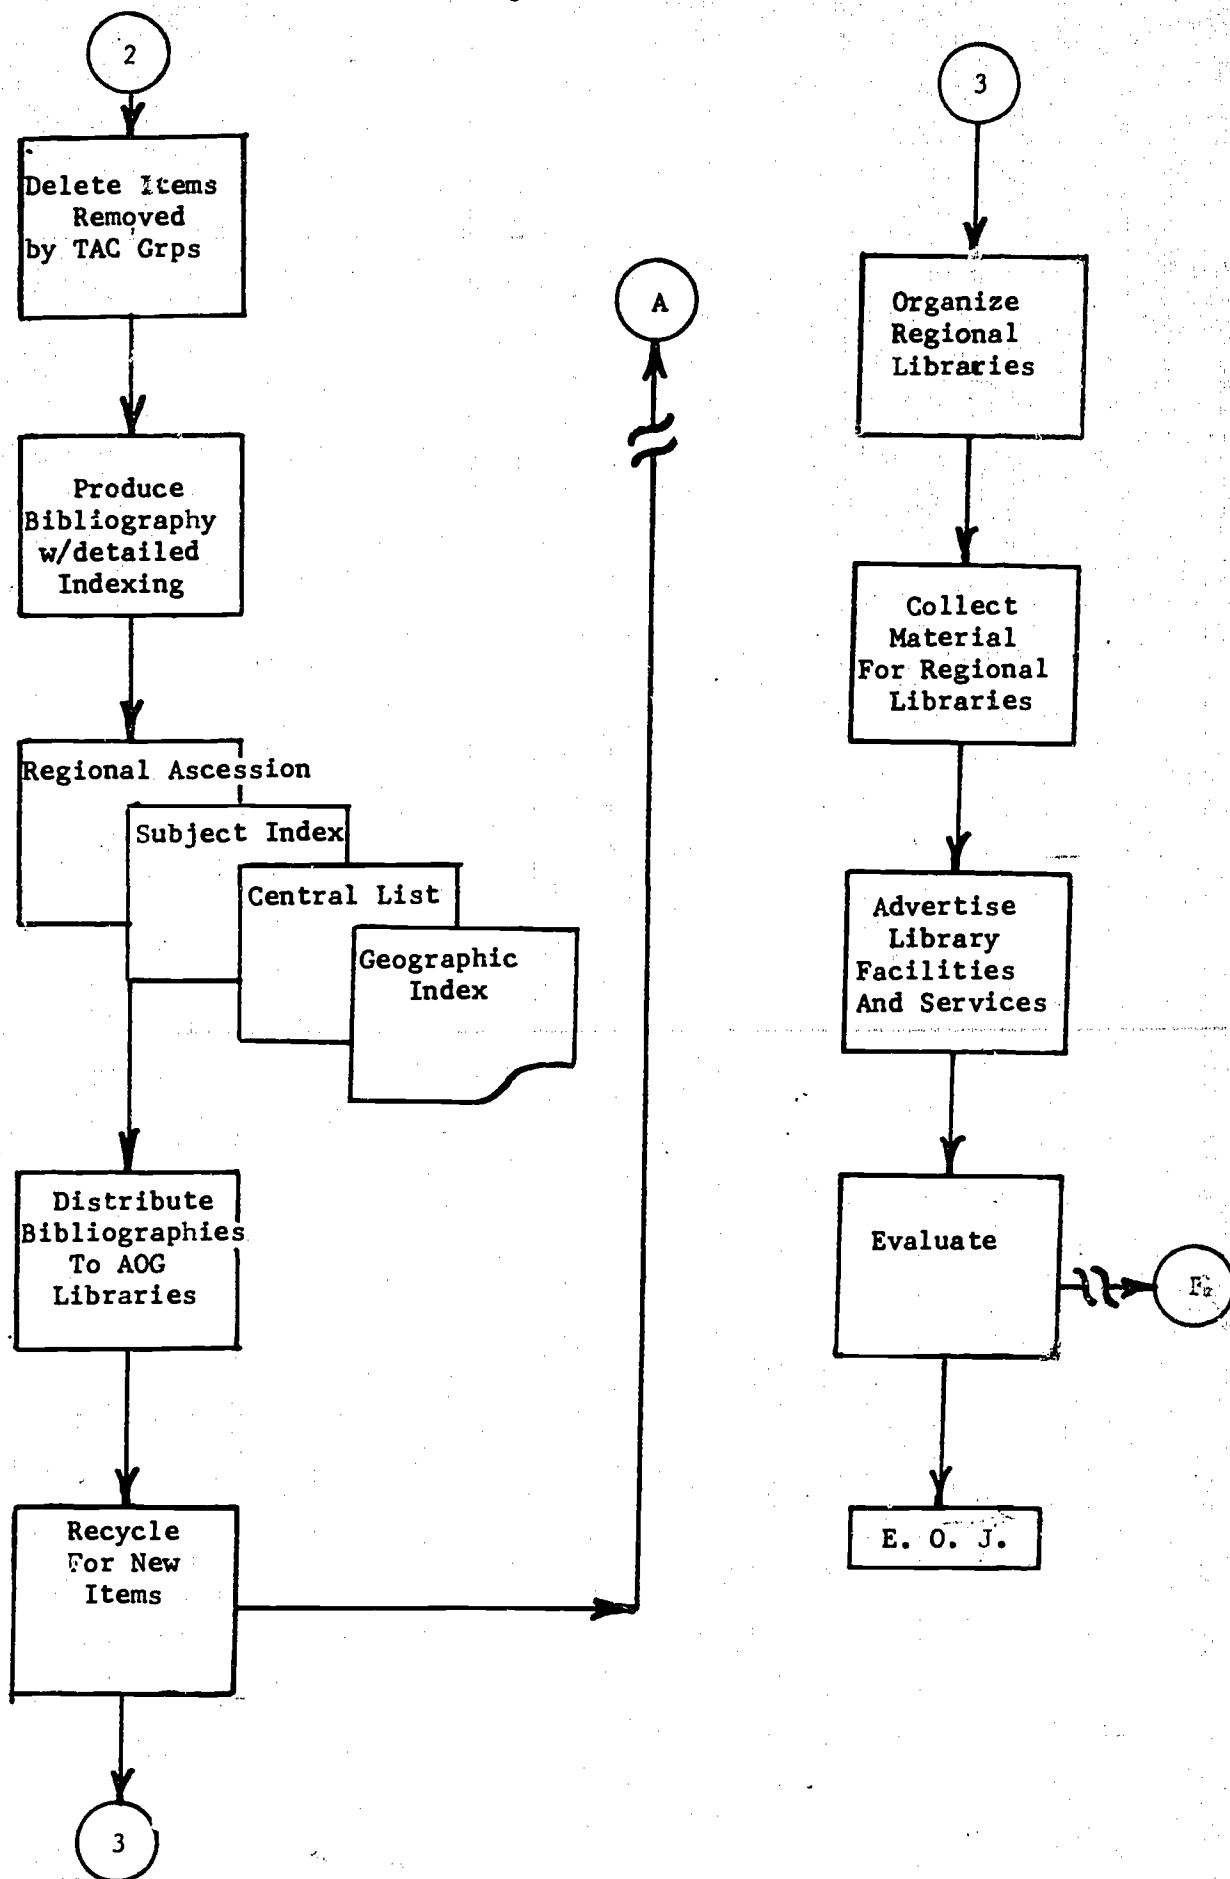 2
Delete Items
Removed
by TAC Grps
Produce
Bibliography
w/detailed
Indexing
Regional Ascession
Subject Index
Central List
Geographic
Index
Distribute
Bibliographies
To AOG
Libraries
Recycle
For New
Items
3
A
3
Organize
Regional
Libraries
Collect
Material
For Regional
Libraries
Advertise
Library
Facilities
And Services
Evaluate
E. O. J.